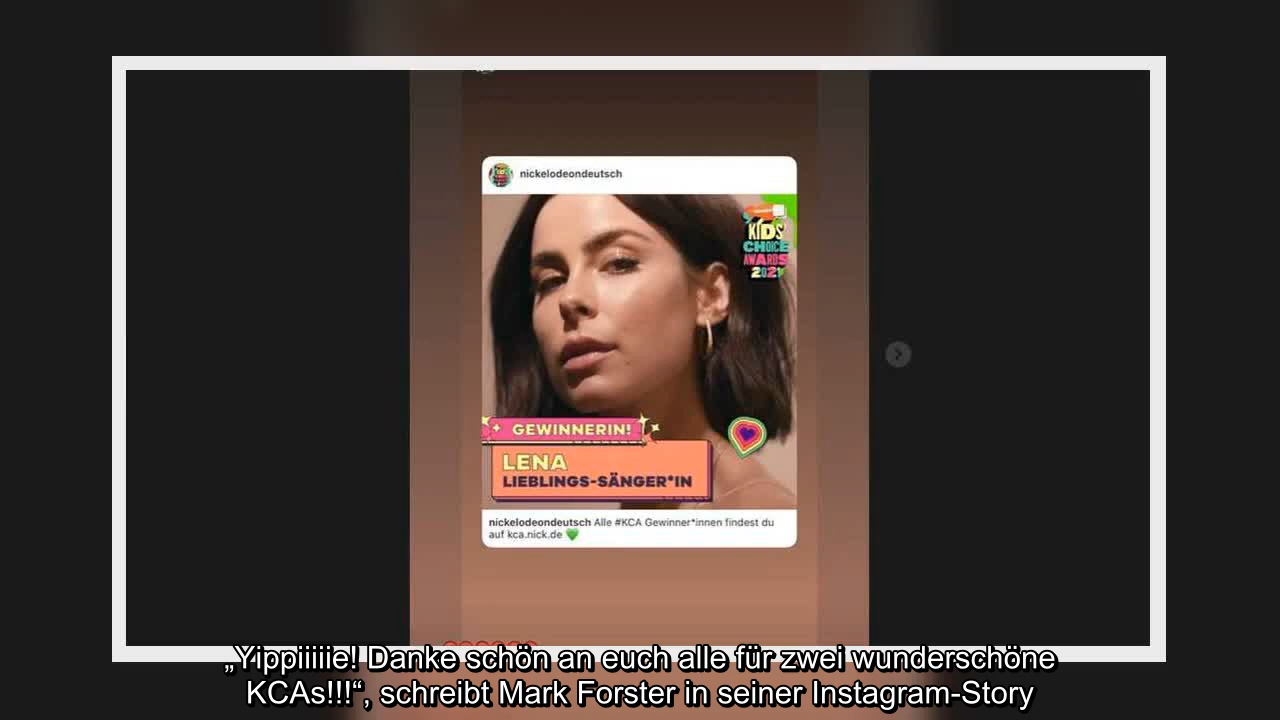 nickelodeondeutsch
KIDS'
CHOICE
AWARDS
2021
GEWINNERIN!
LENA
LIEBLINGS-SÄNGER*IN
nickelodeondeutsch Alle #KCA Gewinner*innen findest du
auf kca.nick.de 💚
„Yippiiiiie! Danke schön an euch alle für zwei wunderschöne
KCAs!!!“, schreibt Mark Forster in seiner Instagram-Story